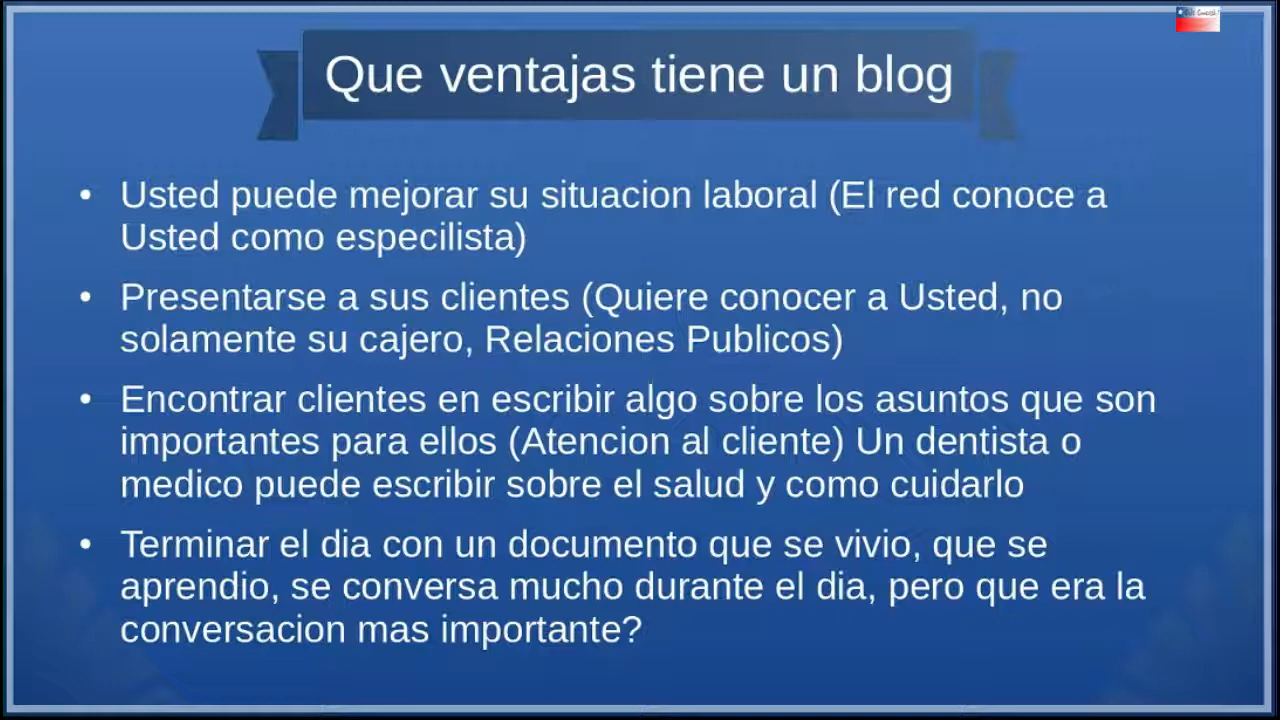 Que ventajas tiene un blog
• Usted puede mejorar su situacion laboral (El red conoce a
Usted como especilista)
• Presentarse a sus clientes (Quiere conocer a Usted, no
solamente su cajero, Relaciones Publicos)
• Encontrar clientes en escribir algo sobre los asuntos que son
importantes para ellos (Atencion al cliente) Un dentista o
medico puede escribir sobre el salud y como cuidarlo
• Terminar el dia con un documento que se vivio, que se
aprendio, se conversa mucho durante el dia, pero que era la
conversacion mas importante?